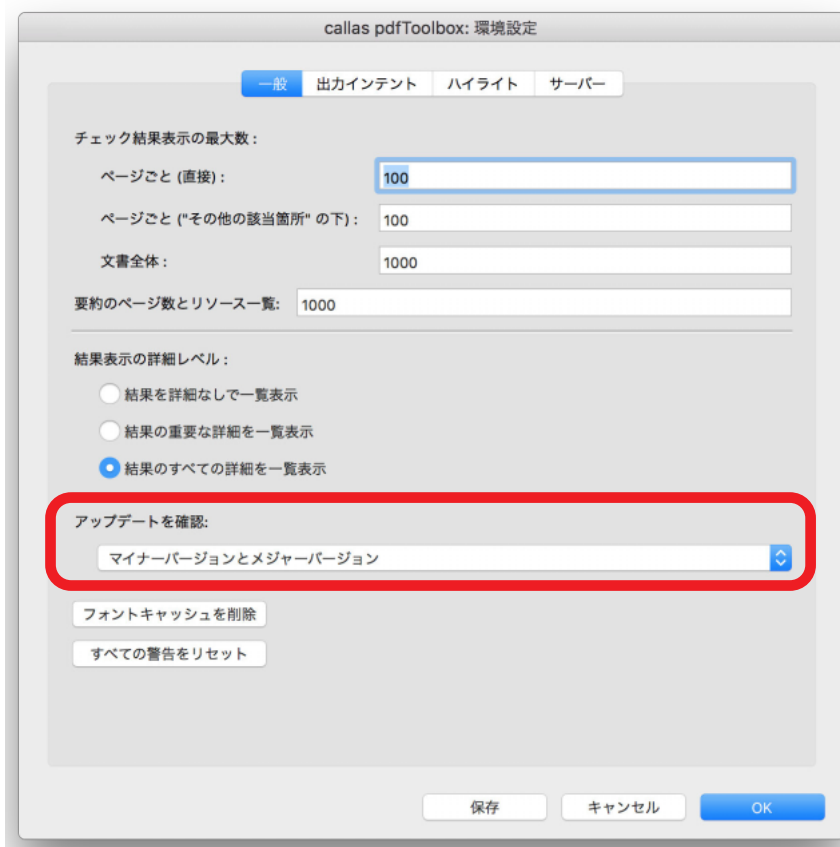 callas pdfToolbox: 環境設定
一般 出力インテント ハイライト サーバー
チェック結果表示の最大数 :
ページごと (直接) : 100
ページごと ("その他の該当箇所" の下) : 100
文書全体 : 1000
要約のページ数とリソース一覧: 1000
結果表示の詳細レベル :
結果を詳細なしで一覧表示
結果の重要な詳細を一覧表示
結果のすべての詳細を一覧表示
アップデートを確認:
マイナーバージョンとメジャーバージョン
フォントキャッシュを削除
すべての警告をリセット
保存 キャンセル OK